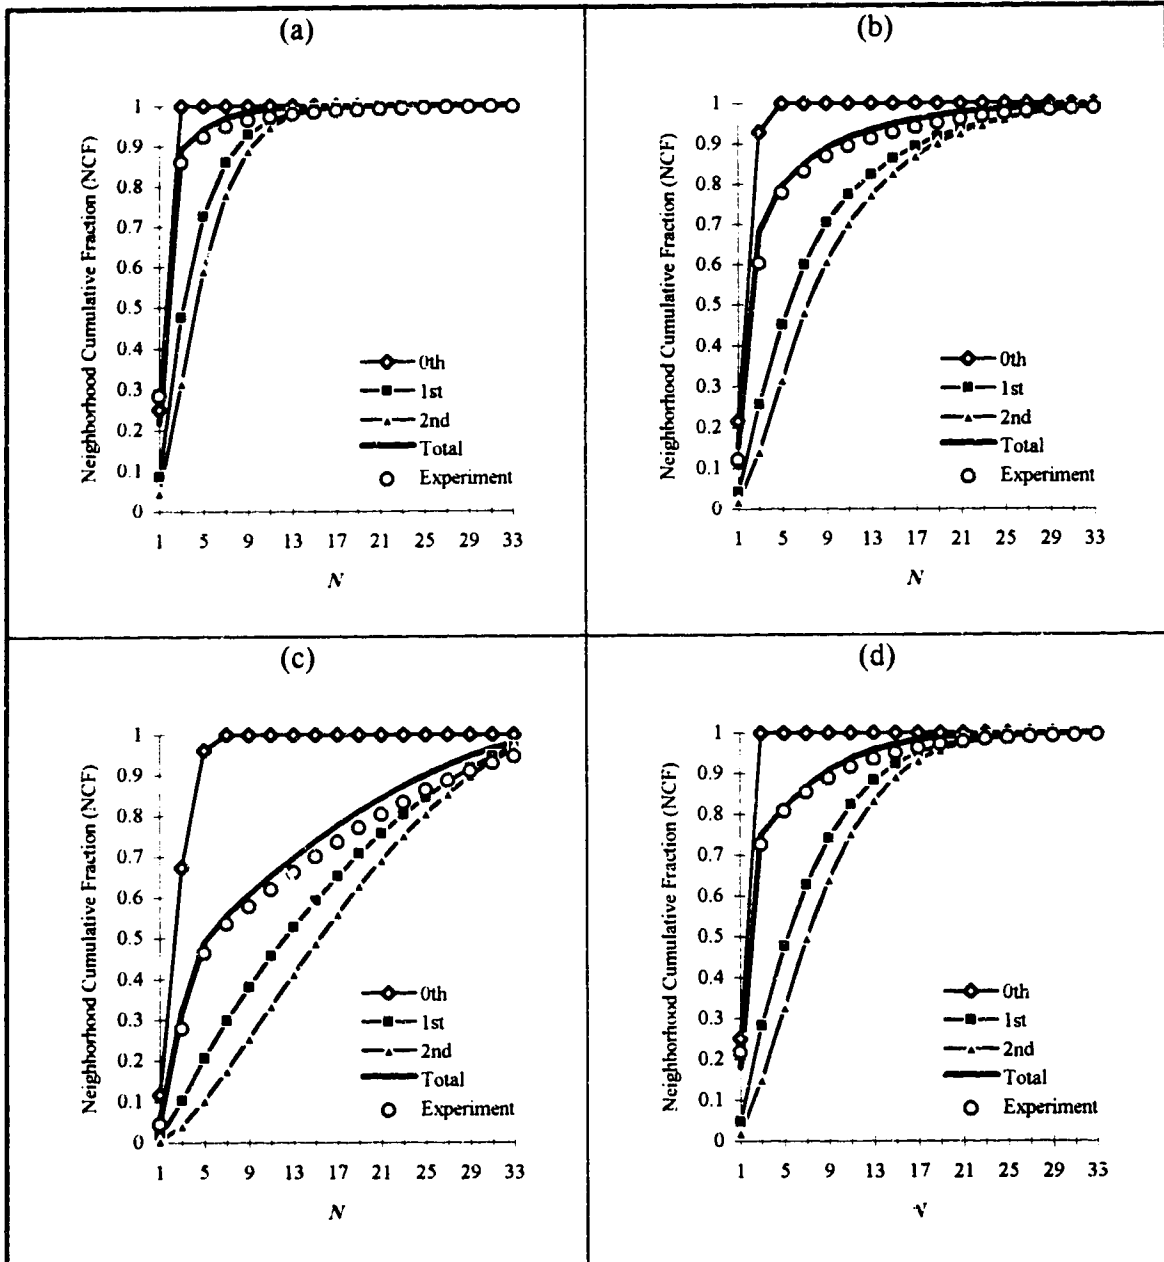 (a)
Neighborhood Cumulative Fraction (NCF)
1
0.9
0.8
0.7
0.6
0.5
0.4
0.3
0.2
0.1
0
1 5 9 13 17 21 25 29 33
N
0th
1st
2nd
Total
Experiment
(b)
Neighborhood Cumulative Fraction (NCF)
1
0.9
0.8
0.7
0.6
0.5
0.4
0.3
0.2
0.1
0
1 5 9 13 17 21 25 29 33
N
0th
1st
2nd
Total
Experiment
(c)
Neighborhood Cumulative Fraction (NCF)
1
0.9
0.8
0.7
0.6
0.5
0.4
0.3
0.2
0.1
0
1 5 9 13 17 21 25 29 33
N
0th
1st
2nd
Total
Experiment
(d)
Neighborhood Cumulative Fraction (NCF)
1
0.9
0.8
0.7
0.6
0.5
0.4
0.3
0.2
0.1
0
1 5 9 13 17 21 25 29 33
N
0th
1st
2nd
Total
Experiment